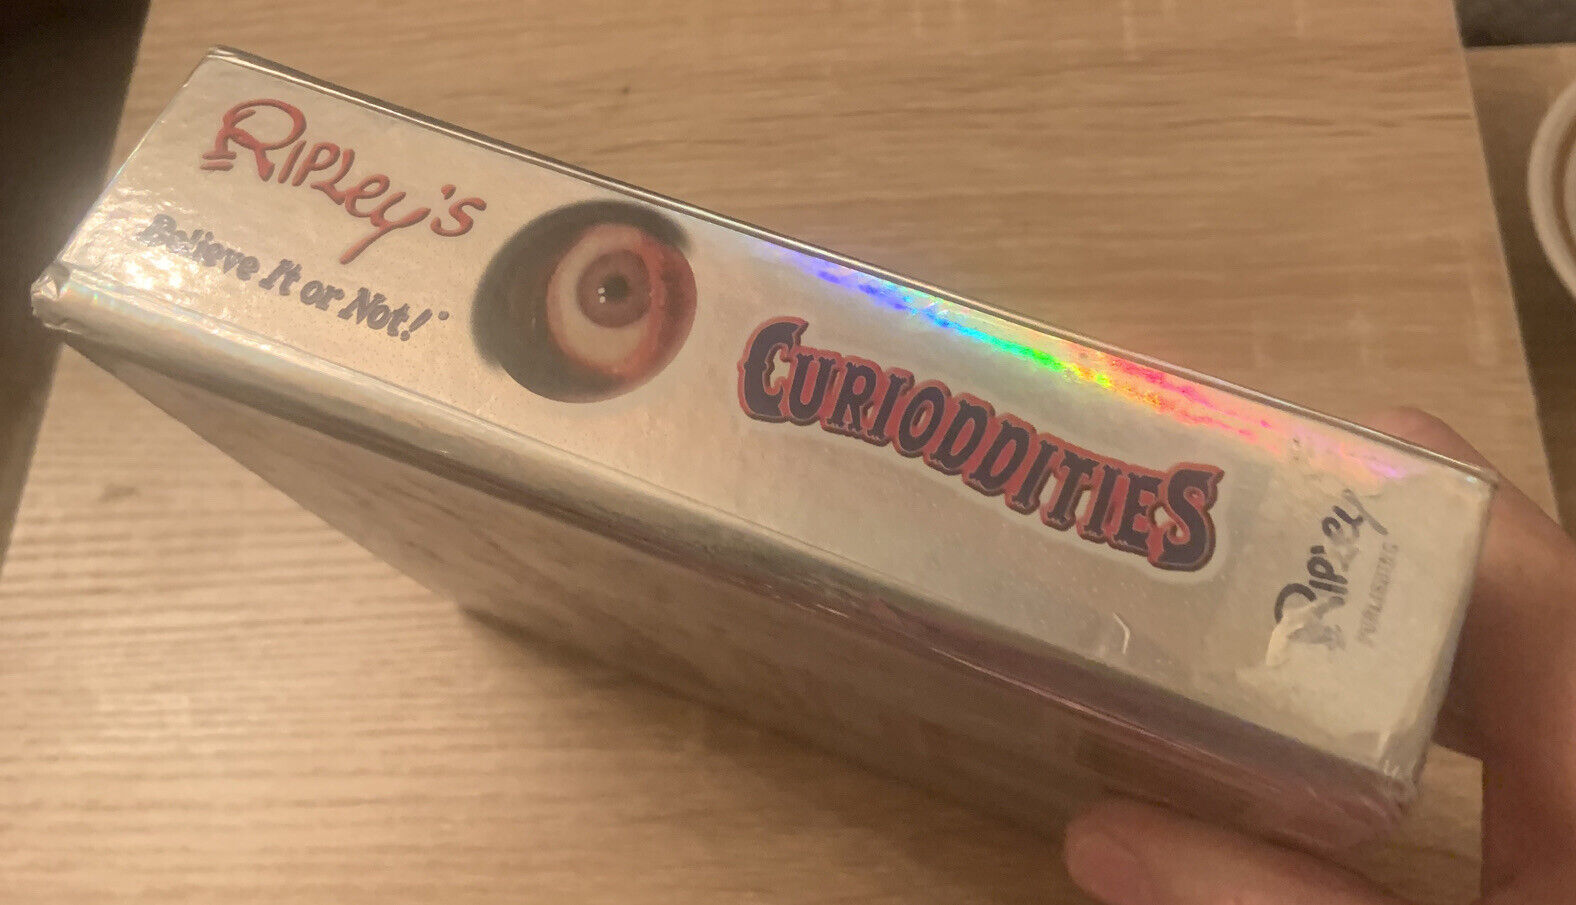 Ripley's
Believe It or Not!®
CURIODDITIES
Ripley
PUBLISHING